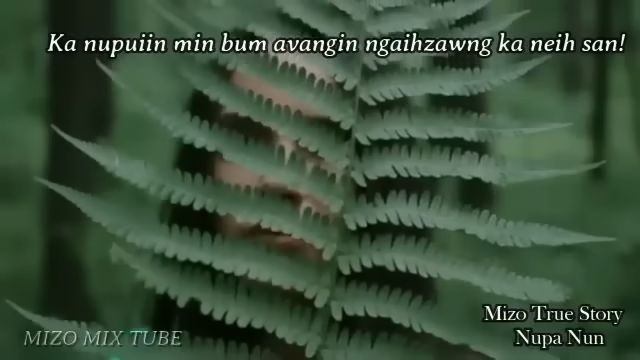 Ka nupuiin min bum avangin ngaihzawng ka neih san!
Mizo True Story
Nupa Nun
MIZO MIX TUBE